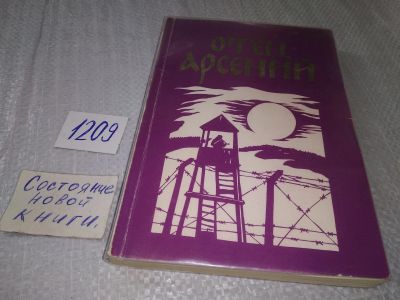 отец
арсений
1209
Состояние
новой
книги.